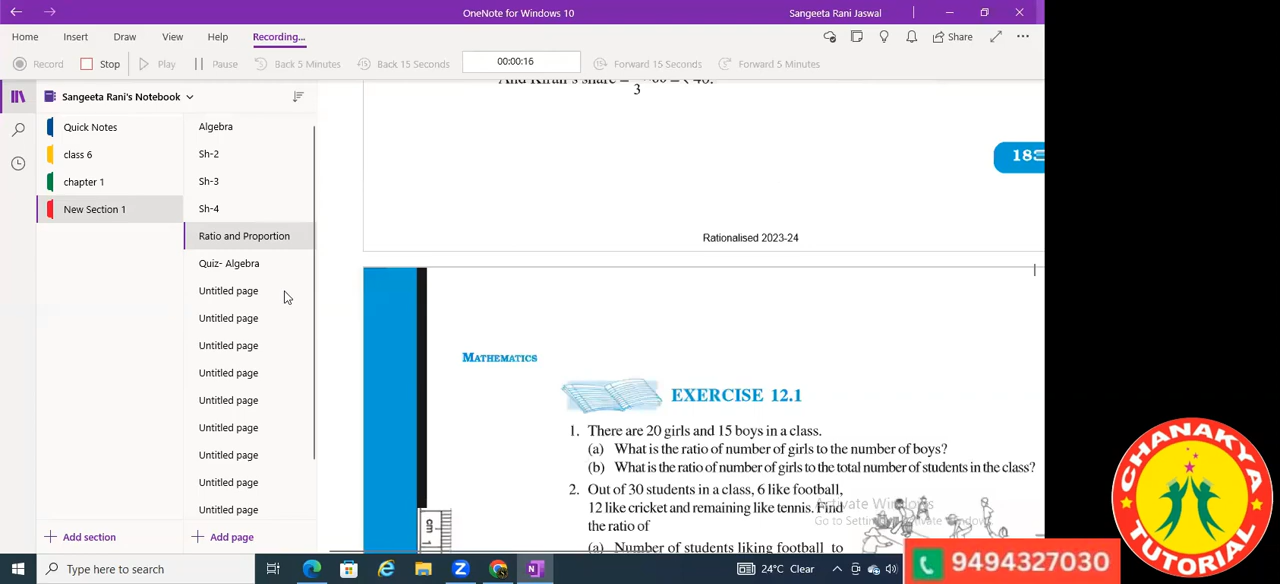 OneNote for Windows 10
Sangeeta Rani Jaswal
Home Insert Draw View Help Recording... Share
Record Stop Play Pause Back 5 Minutes Back 15 Seconds 00:00:16 Forward 15 Seconds Forward 5 Minutes
Sangeeta Rani's Notebook
Quick Notes
class 6
chapter 1
New Section 1
Algebra
Sh-2
Sh-3
Sh-4
Ratio and Proportion
Quiz- Algebra
Untitled page
Untitled page
Untitled page
Untitled page
Untitled page
Untitled page
Untitled page
Untitled page
Untitled page
Add section
Add page
3
Rationalised 2023-24
MATHEMATICS
EXERCISE 12.1
1. There are 20 girls and 15 boys in a class.
(a) What is the ratio of number of girls to the number of boys?
(b) What is the ratio of number of girls to the total number of students in the class?
2. Out of 30 students in a class, 6 like football,
12 like cricket and remaining like tennis. Find
the ratio of
(a) Number of students liking football to
cm 1
Activate Windows
Go to Settings to activate Windows.
CHANAKYA
TUTORIAL
9494327030
Type here to search
24°C Clear